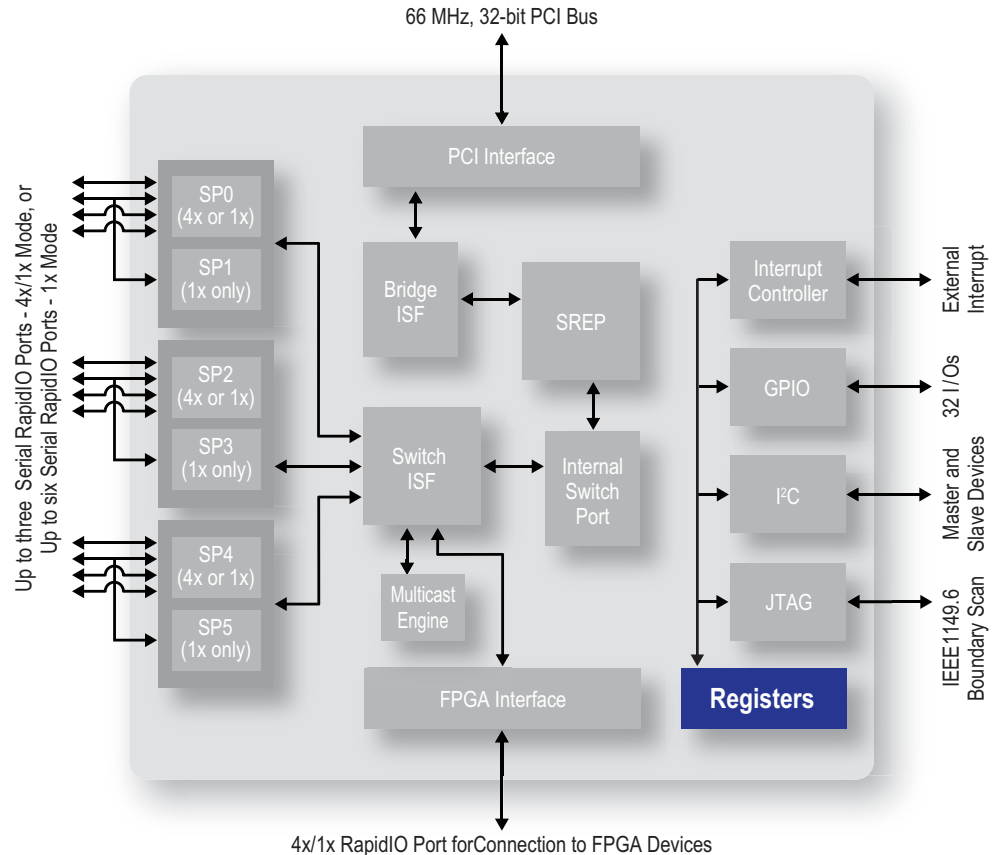 66 MHz, 32-bit PCI Bus
PCI Interface
Up to three Serial RapidIO Ports - 4x/1x Mode, or
Up to six Serial RapidIO Ports - 1x Mode
SP0
(4x or 1x)
SP1
(1x only)
SP2
(4x or 1x)
SP3
(1x only)
SP4
(4x or 1x)
SP5
(1x only)
Bridge
ISF
SREP
Switch
ISF
Internal
Switch
Port
Multicast
Engine
FPGA Interface
Interrupt
Controller
GPIO
I²C
JTAG
Registers
External
Interrupt
32 I/Os
Master and
Slave Devices
IEEE1149.6
Boundary Scan
4x/1x RapidIO Port forConnection to FPGA Devices